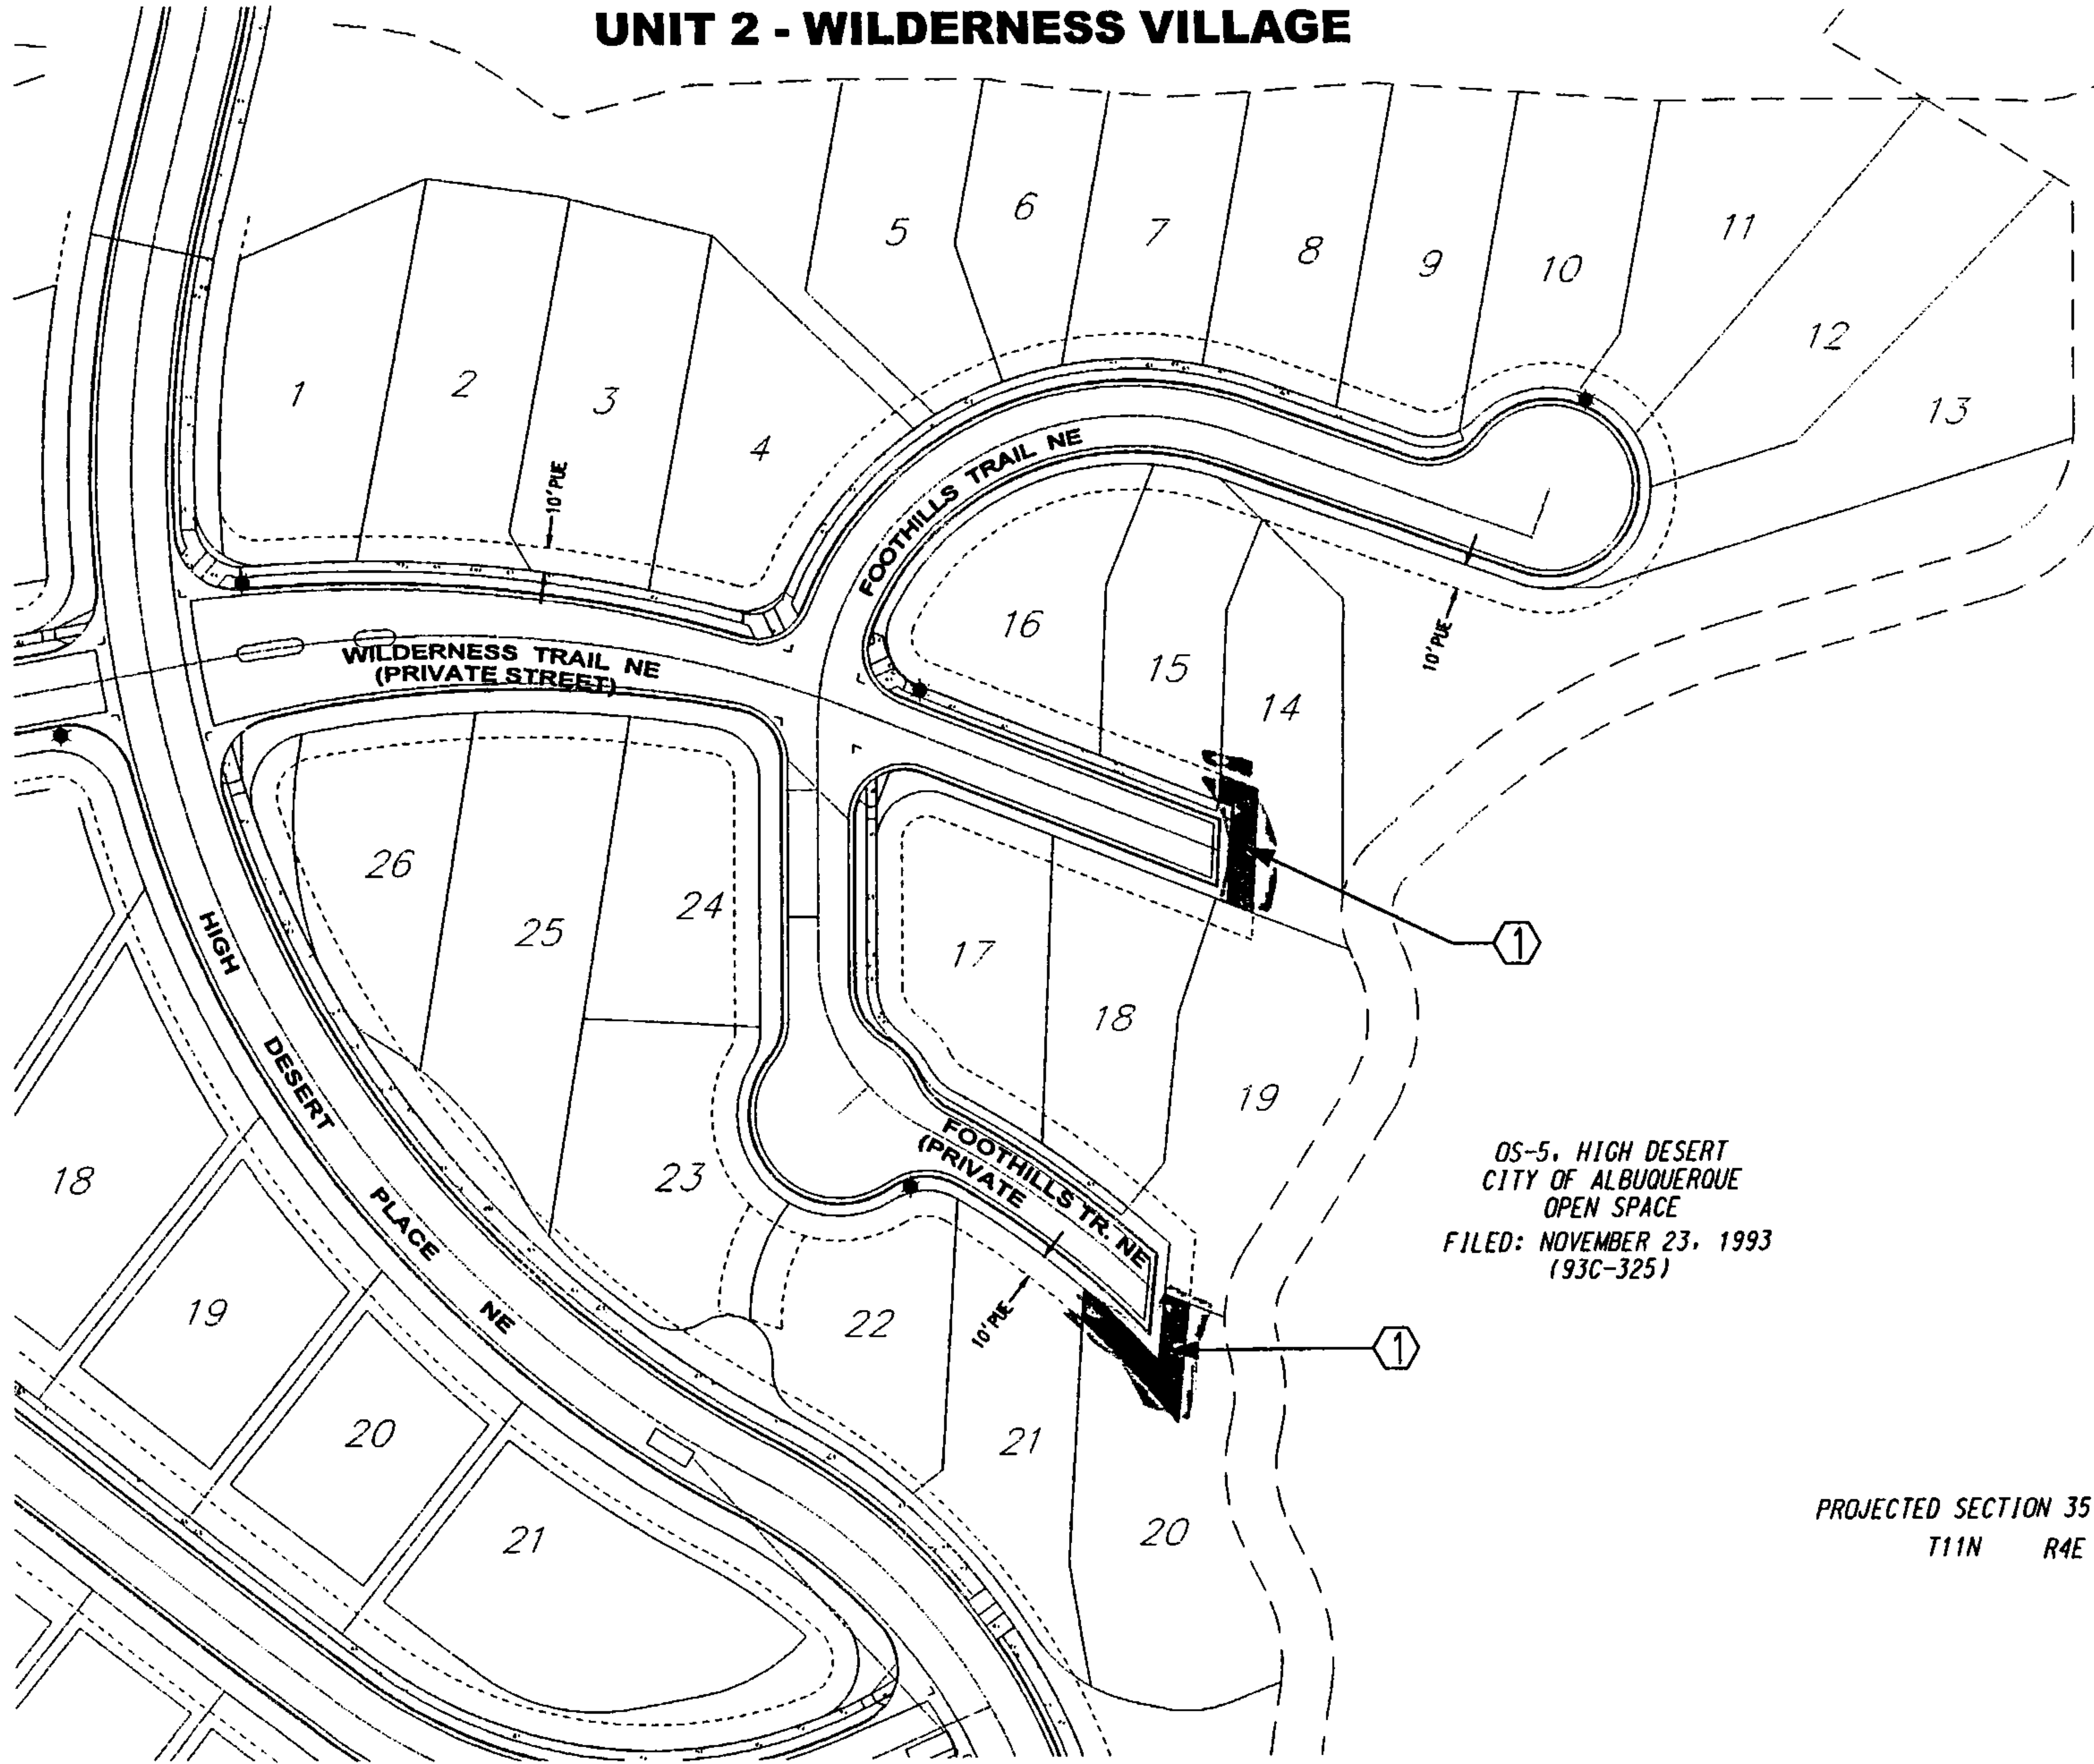 UNIT 2 - WILDERNESS VILLAGE
1
2
3
4
5
6
7
8
9
10
11
12
13
10' PUE
FOOTHILLS TRAIL NE
16
15
14
10' PUE
WILDERNESS TRAIL NE
(PRIVATE STREET)
26
25
24
17
18
19
1
HIGH DESERT PLACE NE
FOOTHILLS TR. NE
(PRIVATE
23
22
21
20
10' PUE
1
OS-5, HIGH DESERT
CITY OF ALBUQUERQUE
OPEN SPACE
FILED: NOVEMBER 23, 1993
(93C-325)
18
19
20
21
PROJECTED SECTION 35
T11N R4E